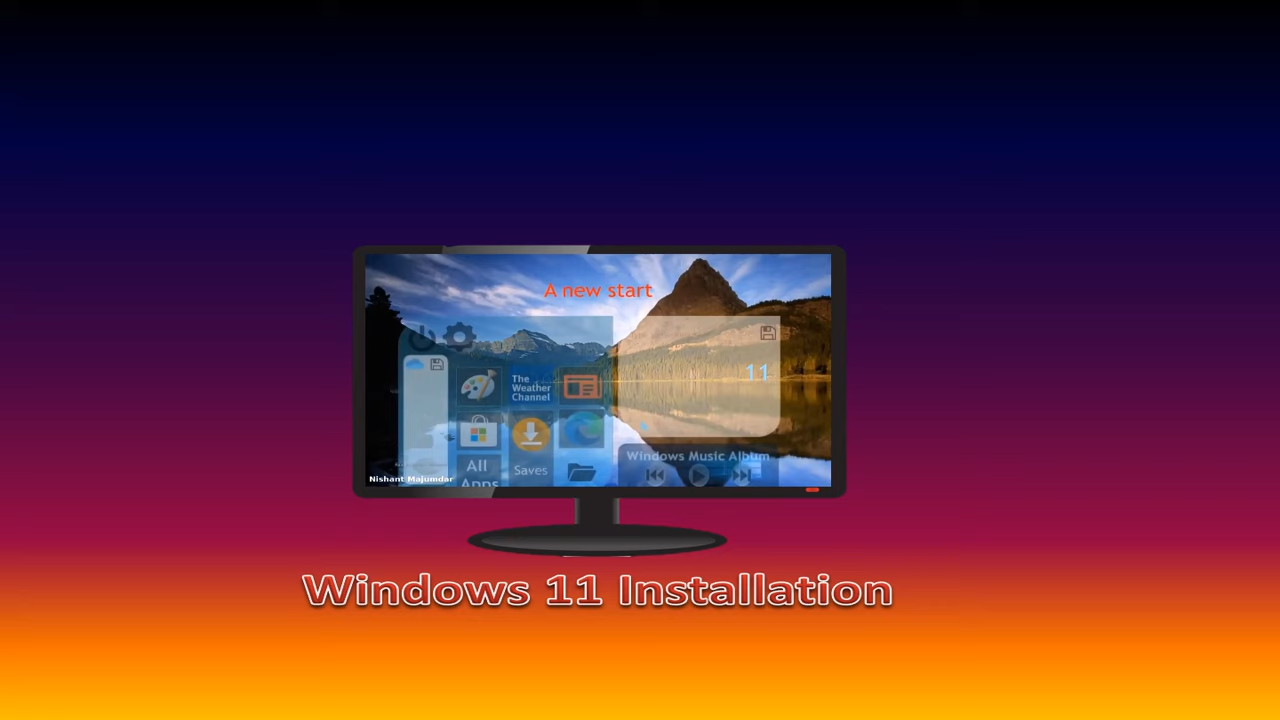 A new start
11
The
Weather
Channel
All
Apps
Saves
Windows Music Album
Nishant Majumdar
Windows 11 Installation